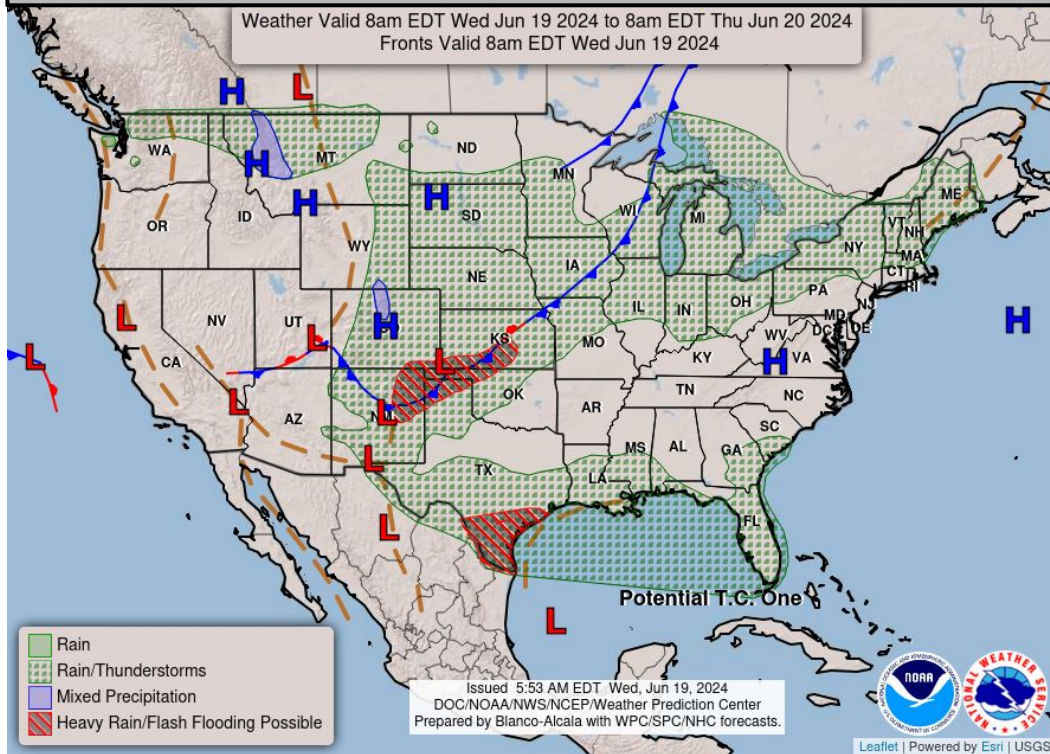 Weather Valid 8am EDT Wed Jun 19 2024 to 8am EDT Thu Jun 20 2024
Fronts Valid 8am EDT Wed Jun 19 2024
H
L
WA
H
MT
ND
MN
ME
H
H
OR
ID
SD
WI
MI
VT
NH
WY
NY
MA
CT
RI
NE
IA
PA
NJ
L
NV
UT
L
H
IL
IN
OH
MD
DE
DC
H
WV
KS
MO
VA
L
CA
KY
H
L
TN
NC
L
AZ
NM
L
OK
AR
SC
L
TX
MS
AL
GA
LA
L
FL
Potential T.C. One
L
Rain
Rain/Thunderstorms
Mixed Precipitation
Heavy Rain/Flash Flooding Possible
Issued 5:53 AM EDT Wed, Jun 19, 2024
DOC/NOAA/NWS/NCEP/Weather Prediction Center
Prepared by Blanco-Alcala with WPC/SPC/NHC forecasts.
NOAA
NATIONAL WEATHER SERVICE
Leaflet | Powered by Esri | USGS